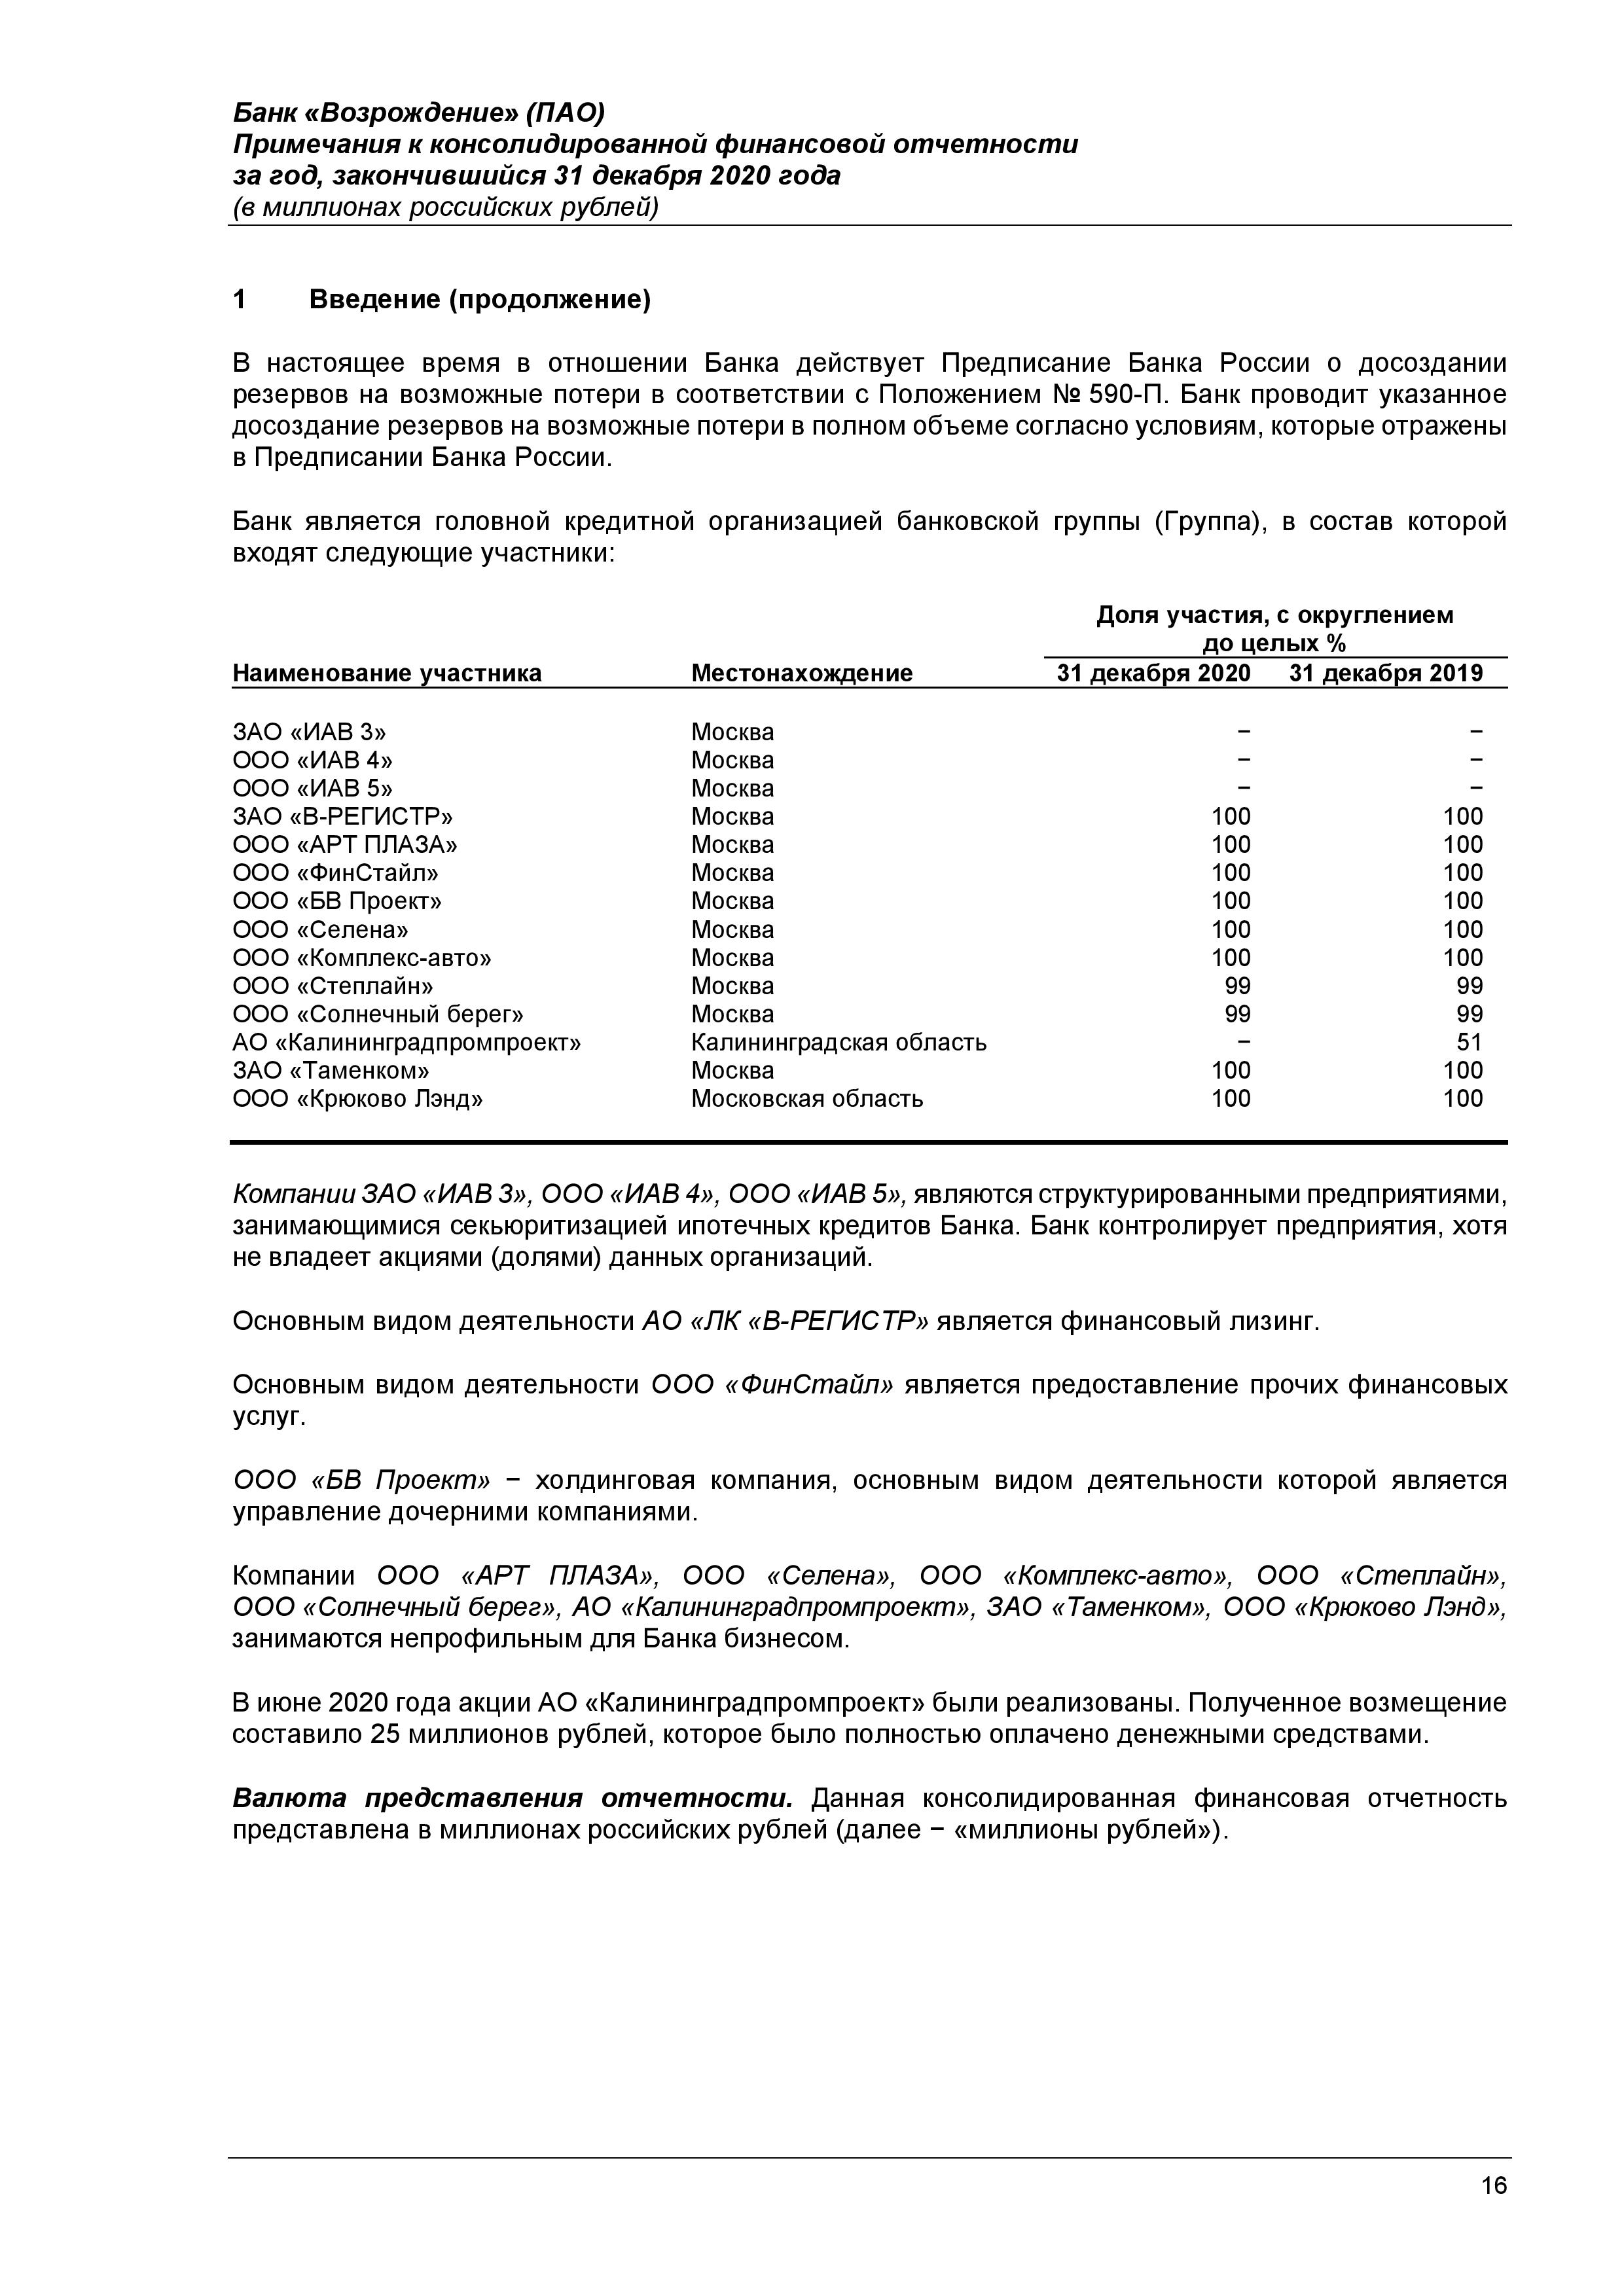 Банк «Возрождение» (ПАО)
Примечания к консолидированной финансовой отчетности
за год, закончившийся 31 декабря 2020 года
(в миллионах российских рублей)
1 Введение (продолжение)
В настоящее время в отношении Банка действует Предписание Банка России о досоздании
резервов на возможные потери в соответствии с Положением № 590-П. Банк проводит указанное
досоздание резервов на возможные потери в полном объеме согласно условиям, которые отражены
в Предписании Банка России.
Банк является головной кредитной организацией банковской группы (Группа), в состав которой
входят следующие участники:
Доля участия, с округлением
до целых %
Наименование участника Местонахождение 31 декабря 2020 31 декабря 2019
ЗАО «ИАВ 3» Москва – –
ООО «ИАВ 4» Москва – –
ООО «ИАВ 5» Москва – –
ЗАО «В-РЕГИСТР» Москва 100 100
ООО «АРТ ПЛАЗА» Москва 100 100
ООО «ФинСтайл» Москва 100 100
ООО «БВ Проект» Москва 100 100
ООО «Селена» Москва 100 100
ООО «Комплекс-авто» Москва 100 100
ООО «Степлайн» Москва 99 99
ООО «Солнечный берег» Москва 99 99
АО «Калининградпромпроект» Калининградская область – 51
ЗАО «Таменком» Москва 100 100
ООО «Крюково Лэнд» Московская область 100 100
Компании ЗАО «ИАВ 3», ООО «ИАВ 4», ООО «ИАВ 5», являются структурированными предприятиями,
занимающимися секьюритизацией ипотечных кредитов Банка. Банк контролирует предприятия, хотя
не владеет акциями (долями) данных организаций.
Основным видом деятельности АО «ЛК «В-РЕГИСТР» является финансовый лизинг.
Основным видом деятельности ООО «ФинСтайл» является предоставление прочих финансовых
услуг.
ООО «БВ Проект» – холдинговая компания, основным видом деятельности которой является
управление дочерними компаниями.
Компании ООО «АРТ ПЛАЗА», ООО «Селена», ООО «Комплекс-авто», ООО «Степлайн»,
ООО «Солнечный берег», АО «Калининградпромпроект», ЗАО «Таменком», ООО «Крюково Лэнд»,
занимаются непрофильным для Банка бизнесом.
В июне 2020 года акции АО «Калининградпромпроект» были реализованы. Полученное возмещение
составило 25 миллионов рублей, которое было полностью оплачено денежными средствами.
Валюта представления отчетности. Данная консолидированная финансовая отчетность
представлена в миллионах российских рублей (далее – «миллионы рублей»).
16